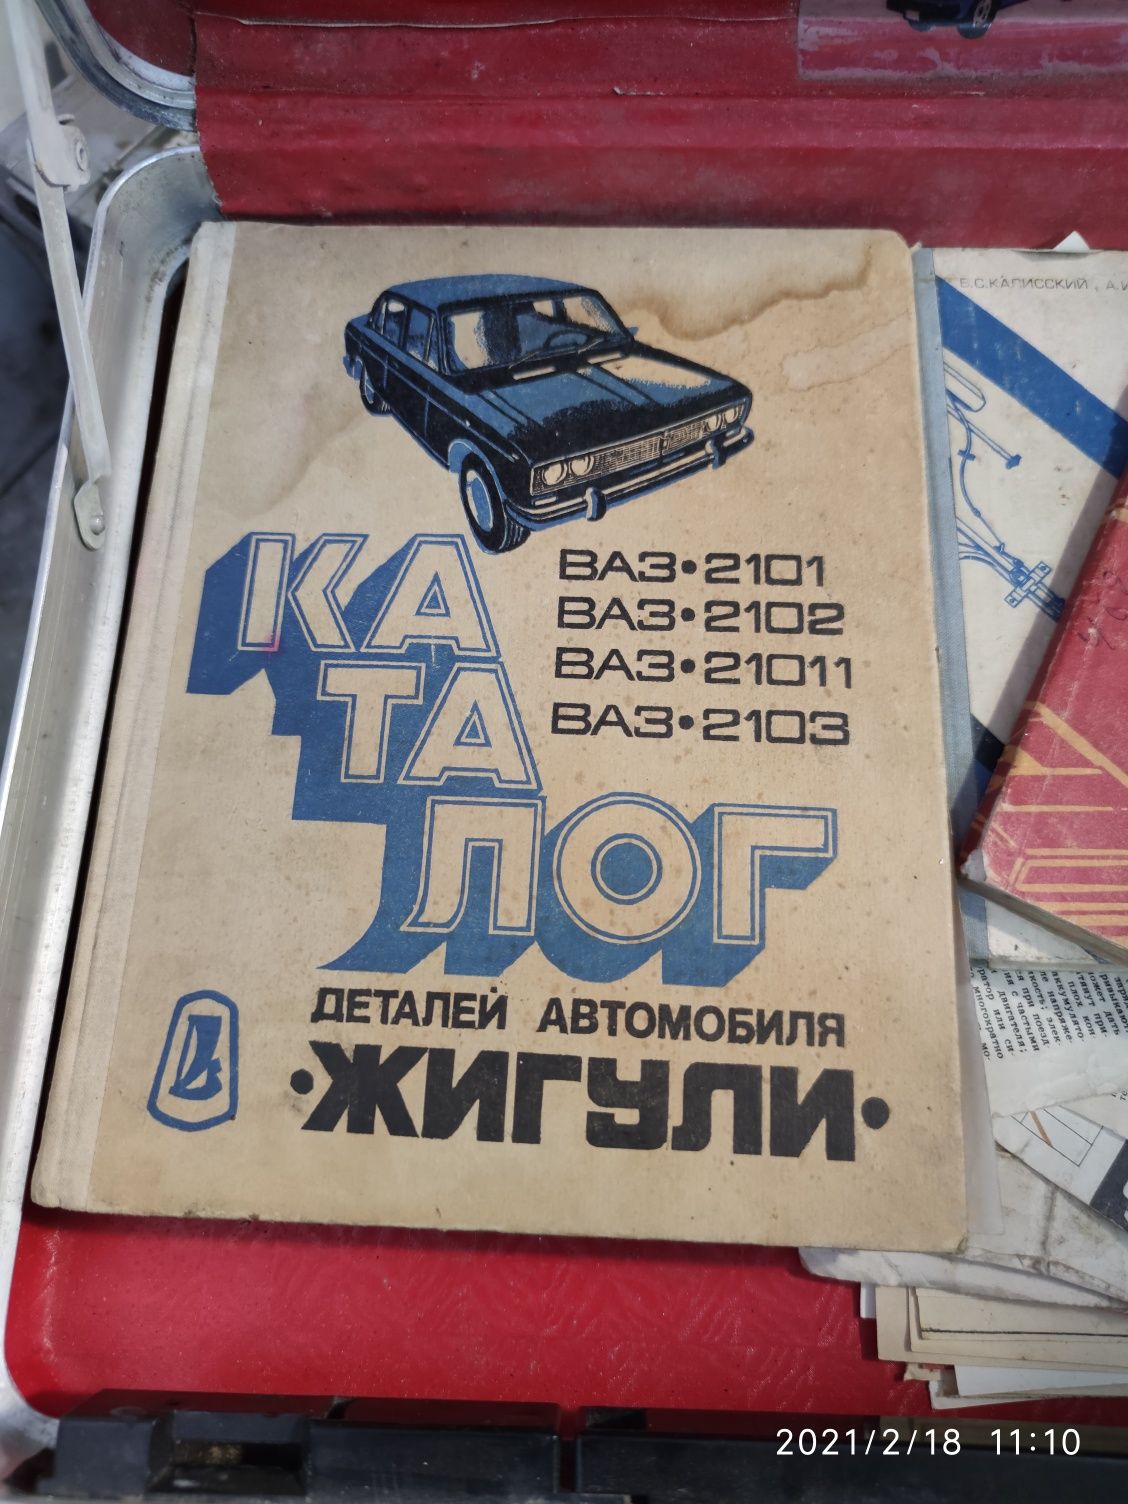 В.С.КАЛИССКИЙ, А.И
КА
ТА
ЛОГ
ВАЗ•2101
ВАЗ•2102
ВАЗ•21011
ВАЗ•2103
ДЕТАЛЕЙ АВТОМОБИЛЯ
•ЖИГУЛИ•
2021/2/18 11:10